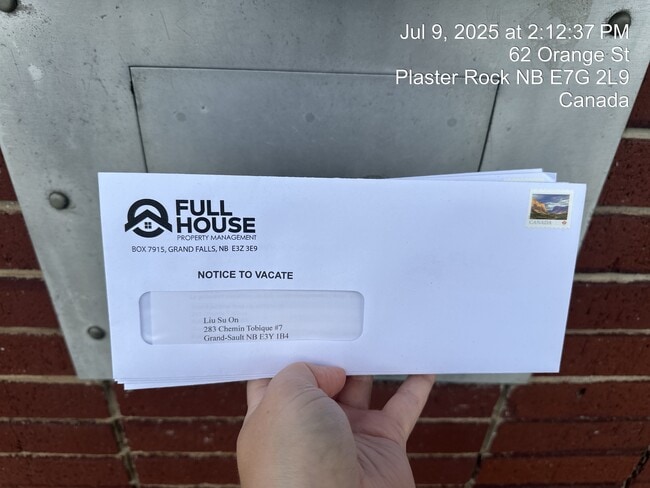 Jul 9, 2025 at 2:12:37 PM
62 Orange St
Plaster Rock NB E7G 2L9
Canada
FULL
HOUSE
PROPERTY MANAGEMENT
BOX 7915, GRAND FALLS, NB E3Z 3E9
CANADA
P
NOTICE TO VACATE
Liu Su On
283 Chemin Tobique #7
Grand-Sault NB E3Y 1B4